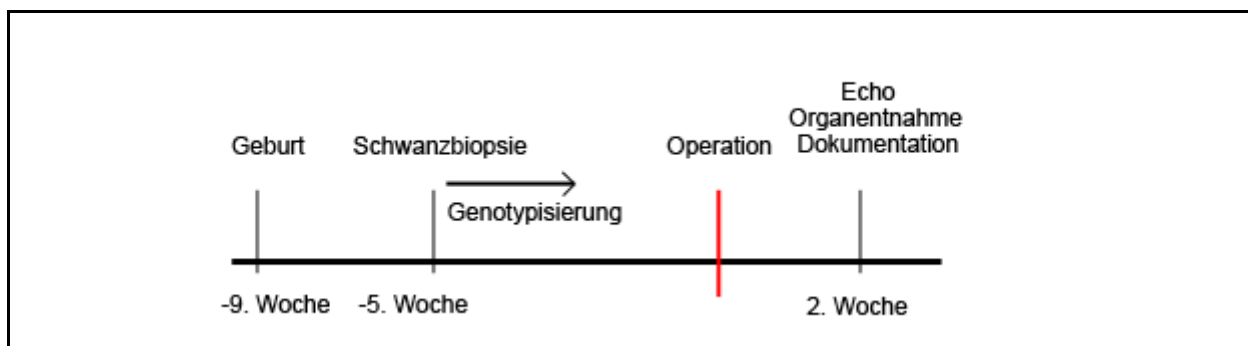 Echo
Organentnahme
Geburt Schwanzbiopsie Operation Dokumentation
Genotypisierung
-9. Woche -5. Woche 2. Woche